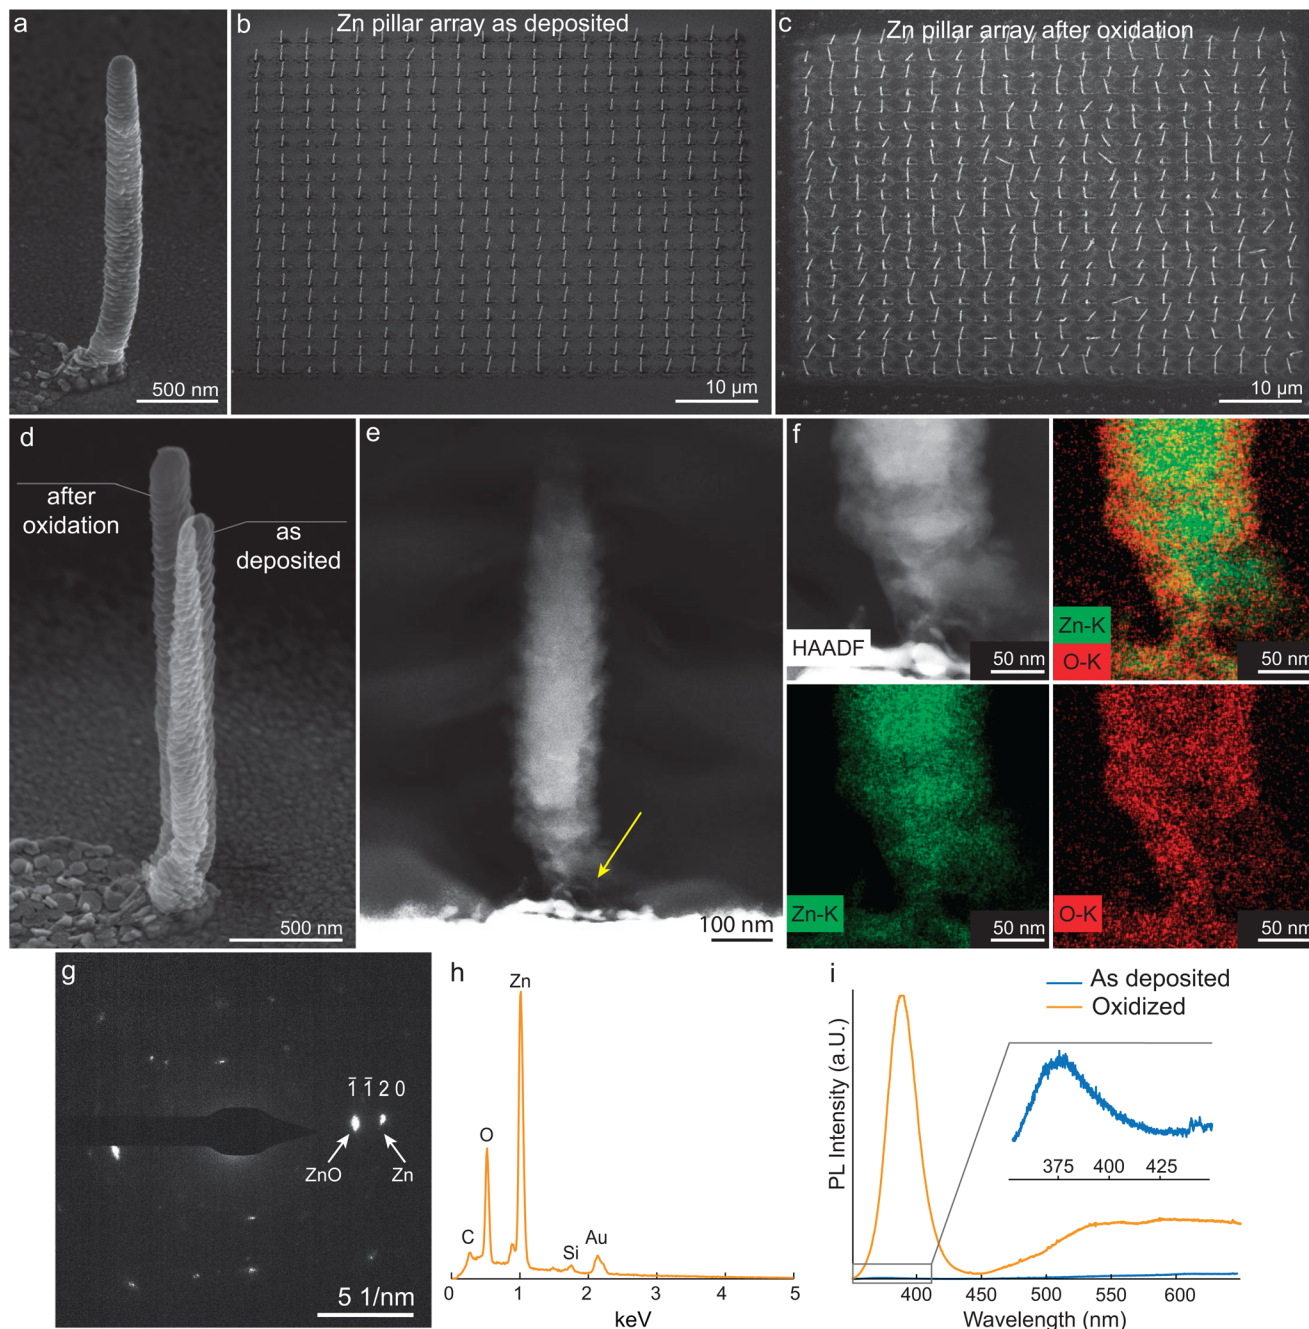 a
500 nm
b
Zn pillar array as deposited
10 µm
c
Zn pillar array after oxidation
10 µm
d
after
oxidation
as
deposited
500 nm
e
100 nm
f
HAADF
50 nm
Zn-K
O-K
50 nm
Zn-K
50 nm
O-K
50 nm
g
1̅ 1̅ 2 0
ZnO
Zn
5 1/nm
h
Zn
O
C
Si
Au
0 1 2 3 4 5
keV
i
As deposited
Oxidized
PL Intensity (a.U.)
375 400 425
400 450 500 550 600
Wavelength (nm)